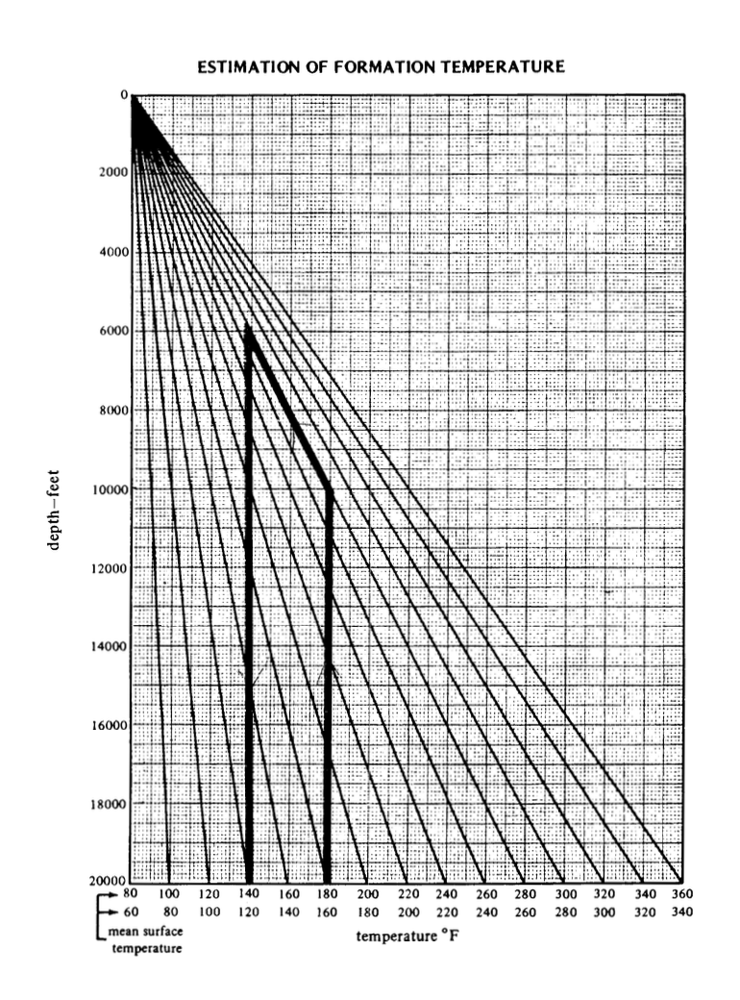 ESTIMATION OF FORMATION TEMPERATURE
0
2000
4000
6000
8000
10000
12000
14000
16000
18000
20000
depth-feet
80 100 120 140 160 180 200 220 240 260 280 300 320 340 360
60 80 100 120 140 160 180 200 220 240 260 280 300 320 340
mean surface
temperature
temperature °F